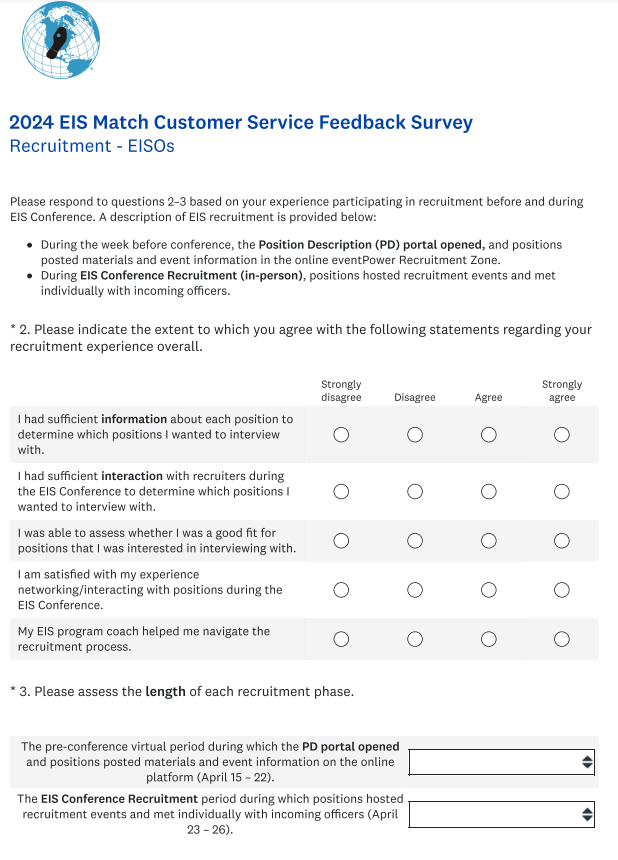 2024 EIS Match Customer Service Feedback Survey
Recruitment - EISOs
Please respond to questions 2–3 based on your experience participating in recruitment before and during
EIS Conference. A description of EIS recruitment is provided below:
• During the week before conference, the Position Description (PD) portal opened, and positions
posted materials and event information in the online eventPower Recruitment Zone.
• During EIS Conference Recruitment (in-person), positions hosted recruitment events and met
individually with incoming officers.
* 2. Please indicate the extent to which you agree with the following statements regarding your
recruitment experience overall.
Strongly disagree Disagree Agree Strongly agree
I had sufficient information about each position to
determine which positions I wanted to interview
with.
I had sufficient interaction with recruiters during
the EIS Conference to determine which positions I
wanted to interview with.
I was able to assess whether I was a good fit for
positions that I was interested in interviewing with.
I am satisfied with my experience
networking/interacting with positions during the
EIS Conference.
My EIS program coach helped me navigate the
recruitment process.
* 3. Please assess the length of each recruitment phase.
The pre-conference virtual period during which the PD portal opened
and positions posted materials and event information on the online
platform (April 15 – 22).
The EIS Conference Recruitment period during which positions hosted
recruitment events and met individually with incoming officers (April
23 – 26).